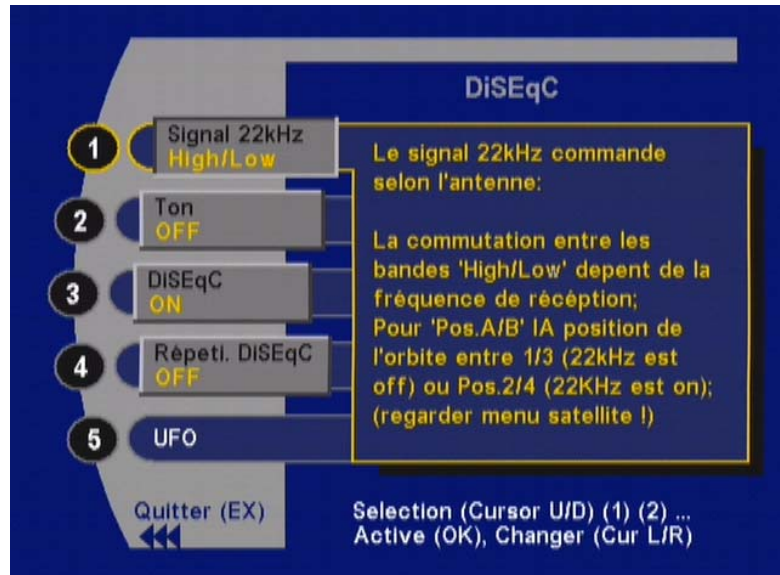 DiSEqC
1
Signal 22kHz
High/Low
2
Ton
OFF
3
DiSEqC
ON
4
Rèpeti. DiSEqC
OFF
5
UFO
Le signal 22kHz commande
selon l'antenne:
La commutation entre les
bandes 'High/Low' depent de la
fréquence de récéption;
Pour 'Pos.A/B' lA position de
l'orbite entre 1/3 (22kHz est
off) ou Pos.2/4 (22KHz est on);
(regarder menu satellite !)
Quitter (EX)
Selection (Cursor U/D) (1) (2) ...
Active (OK), Changer (Cur L/R)